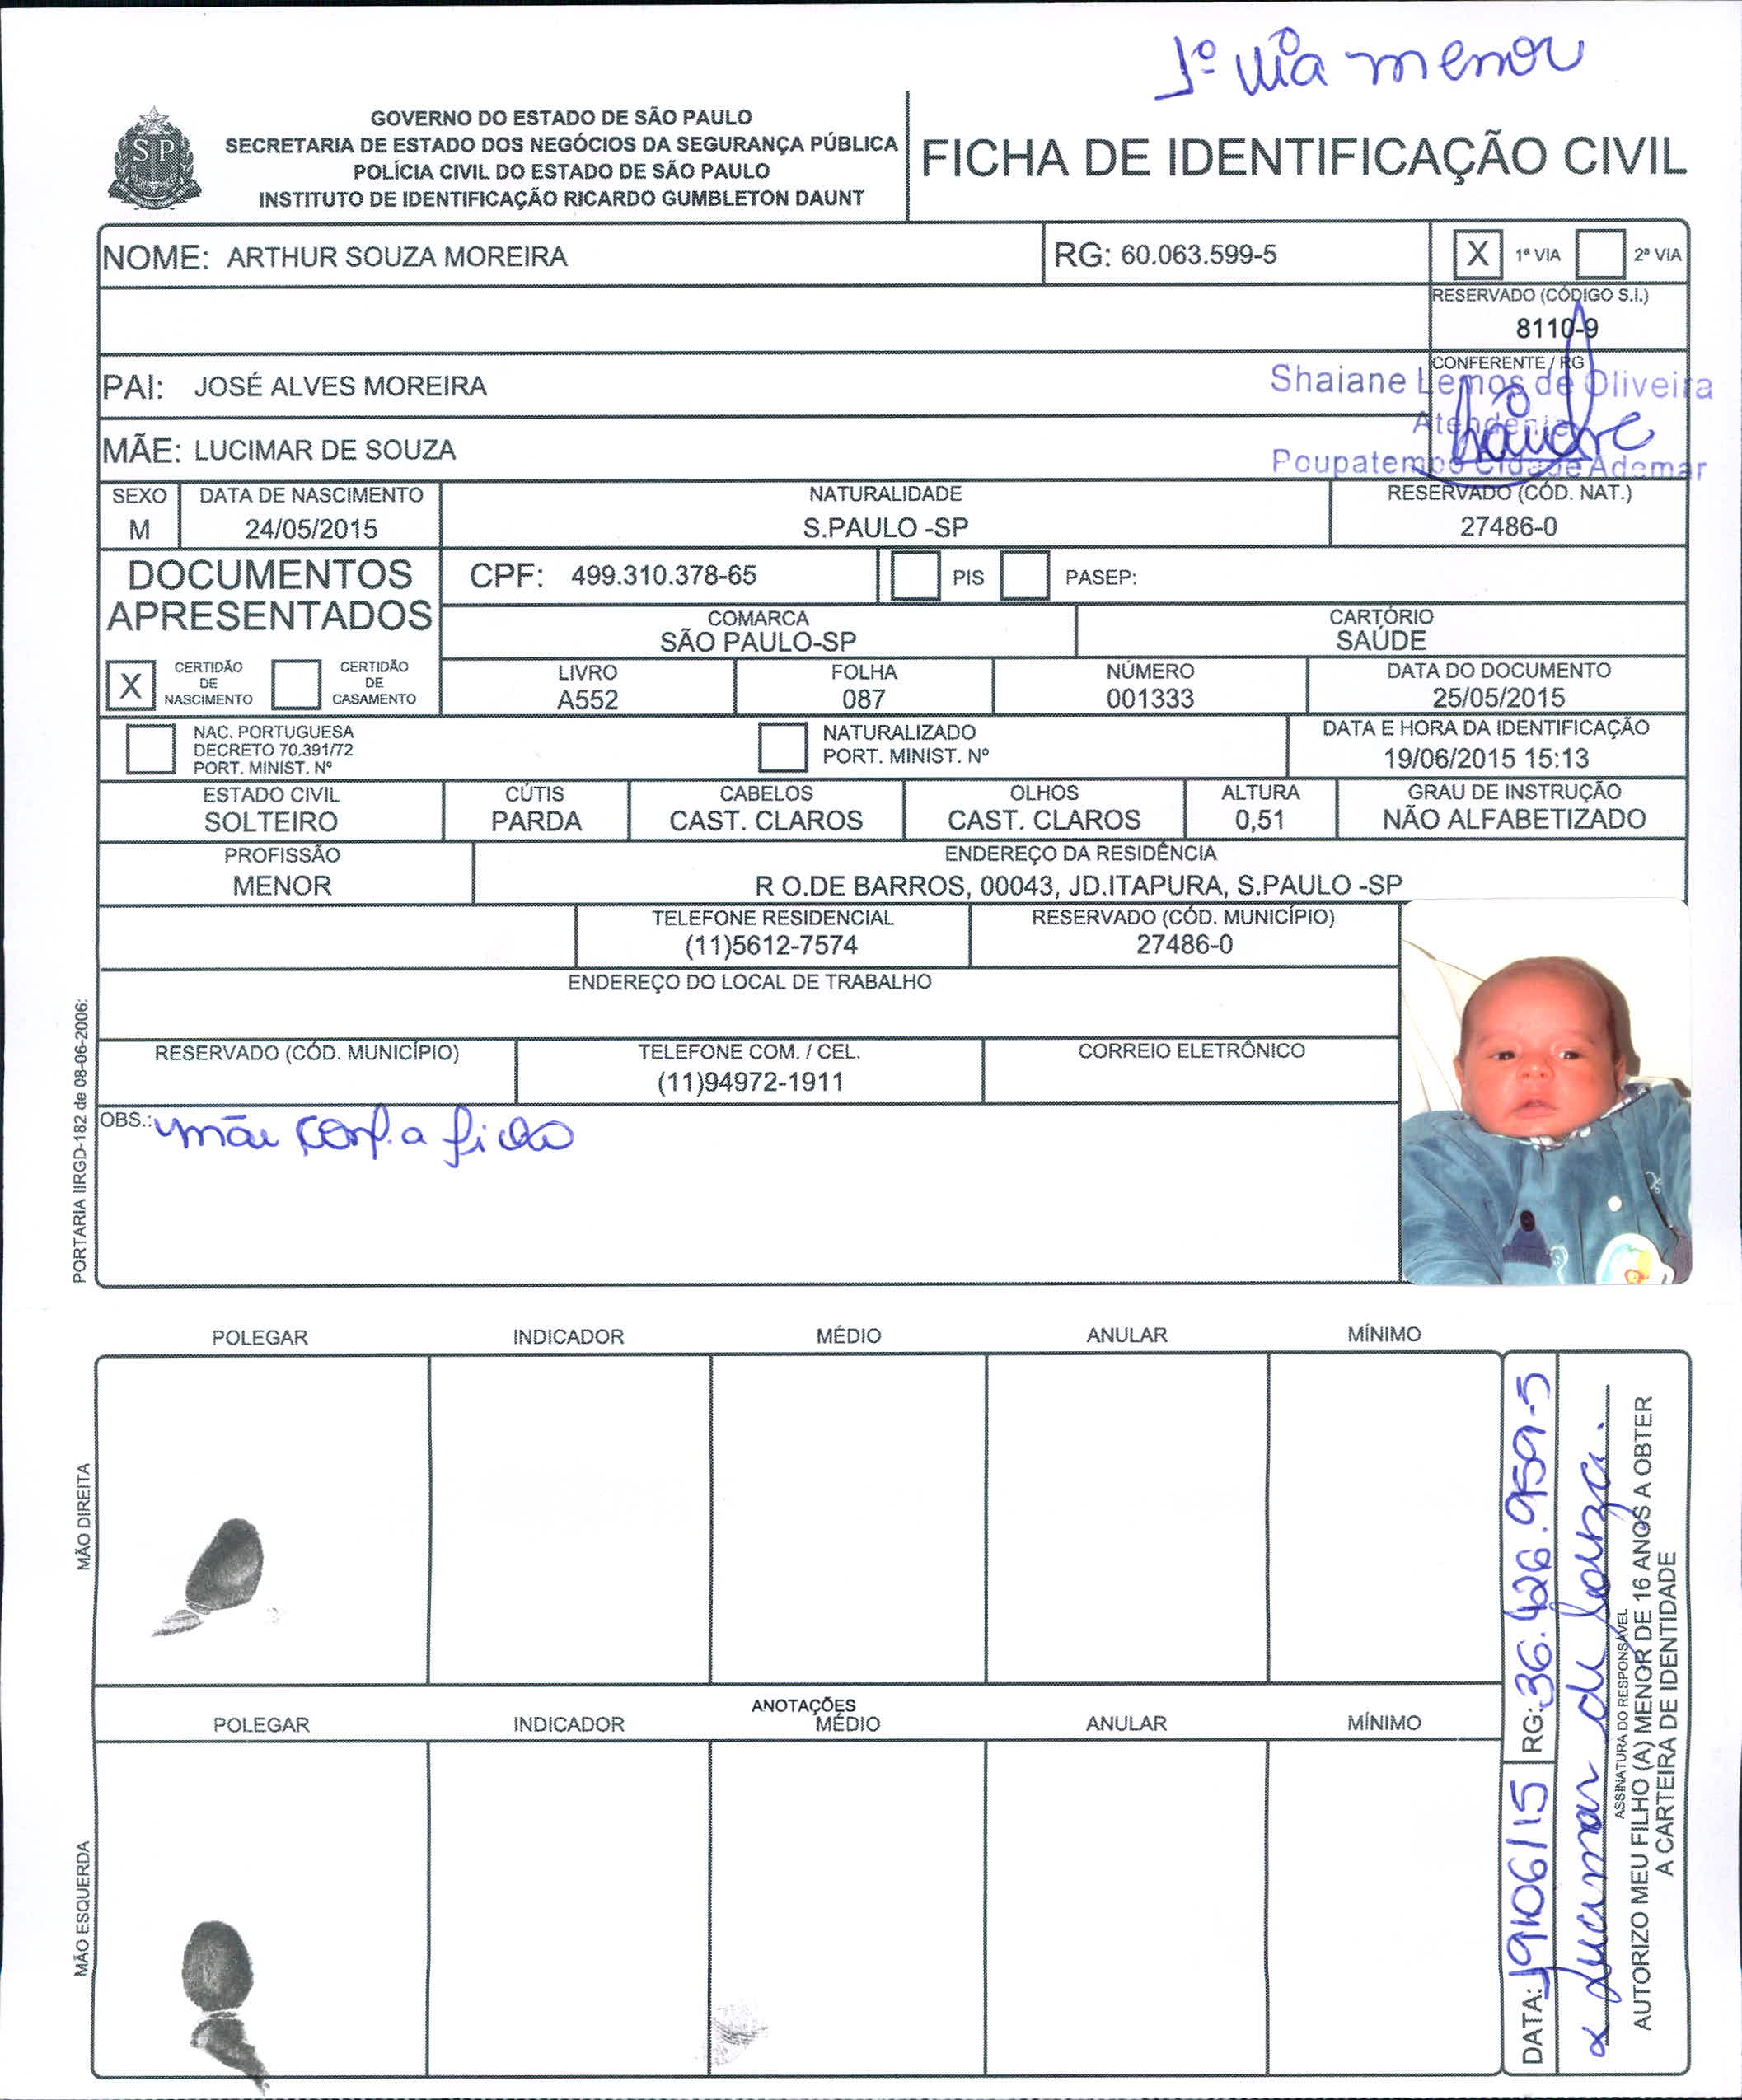 1º via menor
SP
GOVERNO DO ESTADO DE SÃO PAULO
SECRETARIA DE ESTADO DOS NEGÓCIOS DA SEGURANÇA PÚBLICA
POLÍCIA CIVIL DO ESTADO DE SÃO PAULO
INSTITUTO DE IDENTIFICAÇÃO RICARDO GUMBLETON DAUNT
FICHA DE IDENTIFICAÇÃO CIVIL
NOME: ARTHUR SOUZA MOREIRA
RG: 60.063.599-5
X 1ª VIA 2ª VIA
RESERVADO (CÓDIGO S.I.)
8110-9
PAI: JOSÉ ALVES MOREIRA
CONFERENTE / RG
Shaiane Lemos de Oliveira
Atendente
Poupatempo Cidade Ademar
MÃE: LUCIMAR DE SOUZA
SEXO
M
DATA DE NASCIMENTO
24/05/2015
NATURALIDADE
S.PAULO -SP
RESERVADO (CÓD. NAT.)
27486-0
DOCUMENTOS
APRESENTADOS
CPF: 499.310.378-65
PIS PASEP:
COMARCA
SÃO PAULO-SP
CARTÓRIO
SAÚDE
X CERTIDÃO
DE
NASCIMENTO
CERTIDÃO
DE
CASAMENTO
LIVRO
A552
FOLHA
087
NÚMERO
001333
DATA DO DOCUMENTO
25/05/2015
NAC. PORTUGUESA
DECRETO 70.391/72
PORT. MINIST. Nº
NATURALIZADO
PORT. MINIST. Nº
DATA E HORA DA IDENTIFICAÇÃO
19/06/2015 15:13
ESTADO CIVIL
SOLTEIRO
CÚTIS
PARDA
CABELOS
CAST. CLAROS
OLHOS
CAST. CLAROS
ALTURA
0,51
GRAU DE INSTRUÇÃO
NÃO ALFABETIZADO
PROFISSÃO
MENOR
ENDEREÇO DA RESIDÊNCIA
R O.DE BARROS, 00043, JD.ITAPURA, S.PAULO -SP
TELEFONE RESIDENCIAL
(11)5612-7574
RESERVADO (CÓD. MUNICÍPIO)
27486-0
ENDEREÇO DO LOCAL DE TRABALHO
RESERVADO (CÓD. MUNICÍPIO)
TELEFONE COM. / CEL.
(11)94972-1911
CORREIO ELETRÔNICO
OBS.: mãe conf. a
PORTARIA IIRGD-182 de 08-06-2006:
POLEGAR INDICADOR MÉDIO ANULAR MÍNIMO
MÃO DIREITA
ANOTAÇÕES
POLEGAR INDICADOR MÉDIO ANULAR MÍNIMO
MÃO ESQUERDA
DATA: 19/06/15 RG: 36.426.959-5
x Lucimar de Souza.
ASSINATURA DO RESPONSÁVEL
AUTORIZO MEU FILHO (A) MENOR DE 16 ANOS A OBTER
A CARTEIRA DE IDENTIDADE